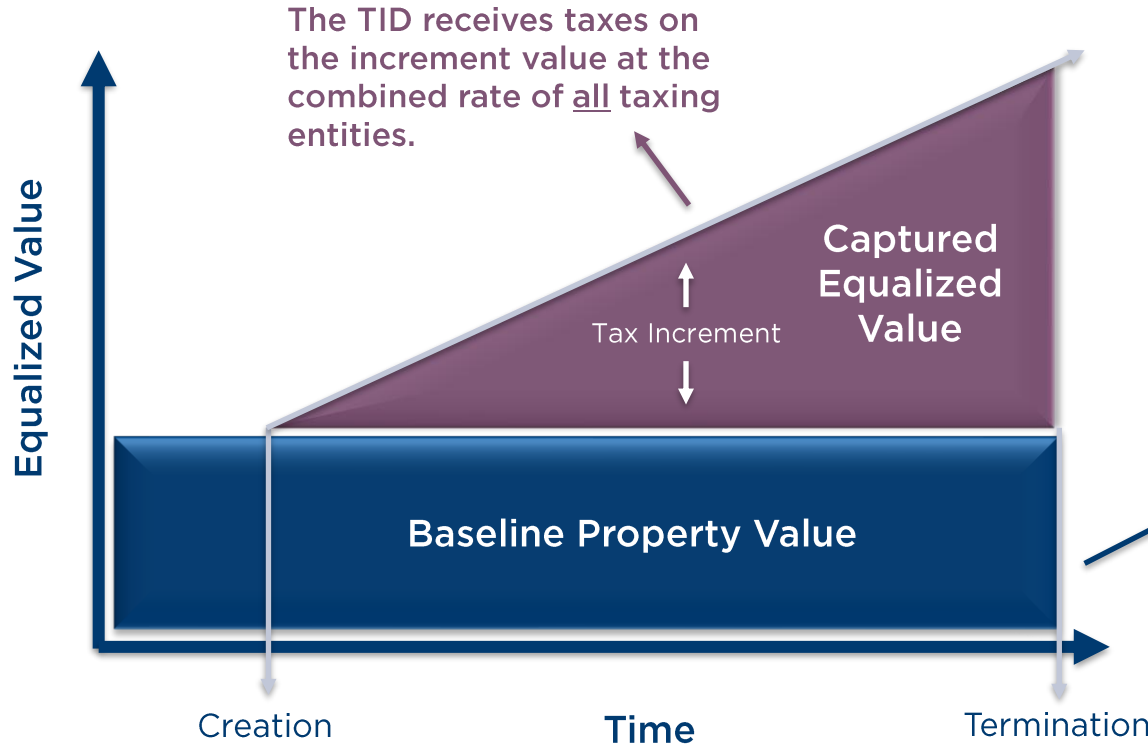 The TID receives taxes on
the increment value at the
combined rate of all taxing
entities.
Equalized Value
Captured
Equalized
Value
Tax Increment
Baseline Property Value
Creation
Time
Termination